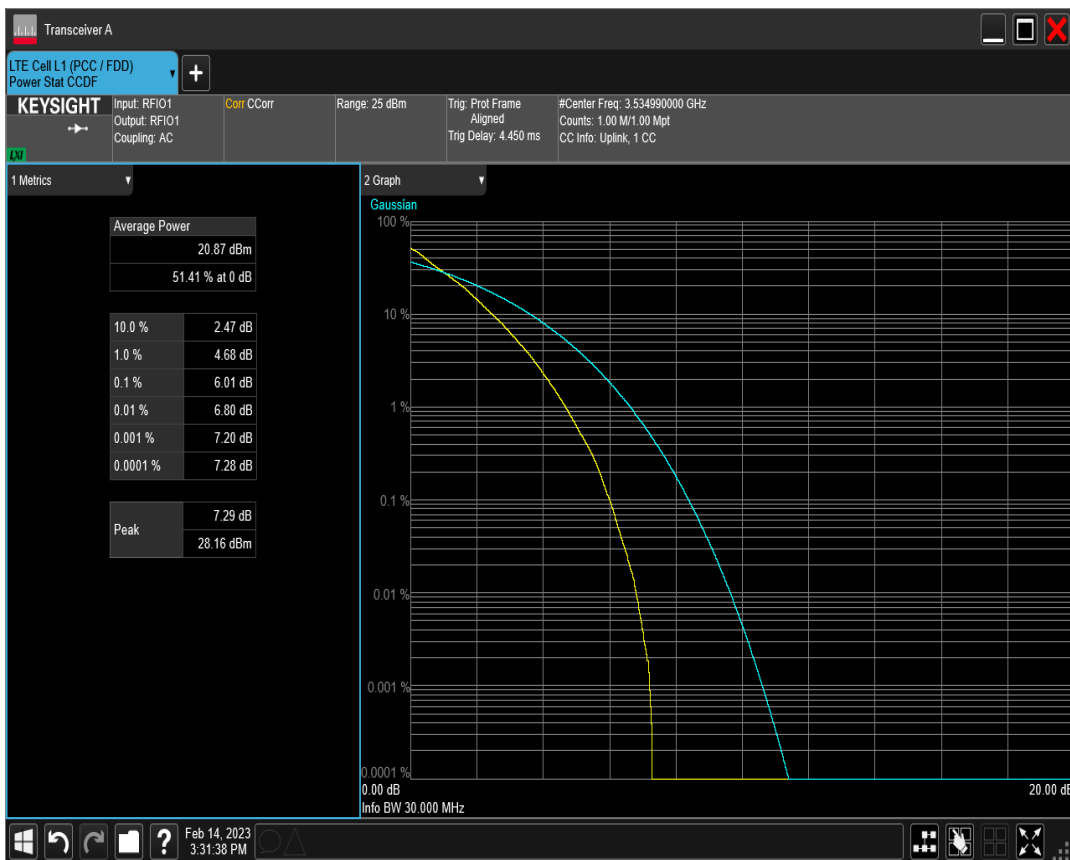 Transceiver A
LTE Cell L1 (PCC / FDD)
Power Stat CCDF
+
KEYSIGHT
LXI
Input: RFIO1
Output: RFIO1
Coupling: AC
Corr CCorr
Range: 25 dBm
Trig: Prot Frame
Aligned
Trig Delay: 4.450 ms
#Center Freq: 3.534990000 GHz
Counts: 1.00 M/1.00 Mpt
CC Info: Uplink, 1 CC
1 Metrics
Average Power
20.87 dBm
51.41 % at 0 dB
10.0 % 2.47 dB
1.0 % 4.68 dB
0.1 % 6.01 dB
0.01 % 6.80 dB
0.001 % 7.20 dB
0.0001 % 7.28 dB
Peak 7.29 dB
28.16 dBm
2 Graph
Gaussian
100 %
10 %
1 %
0.1 %
0.01 %
0.001 %
0.0001 %
0.00 dB 20.00 dB
Info BW 30.000 MHz
? Feb 14, 2023
3:31:38 PM